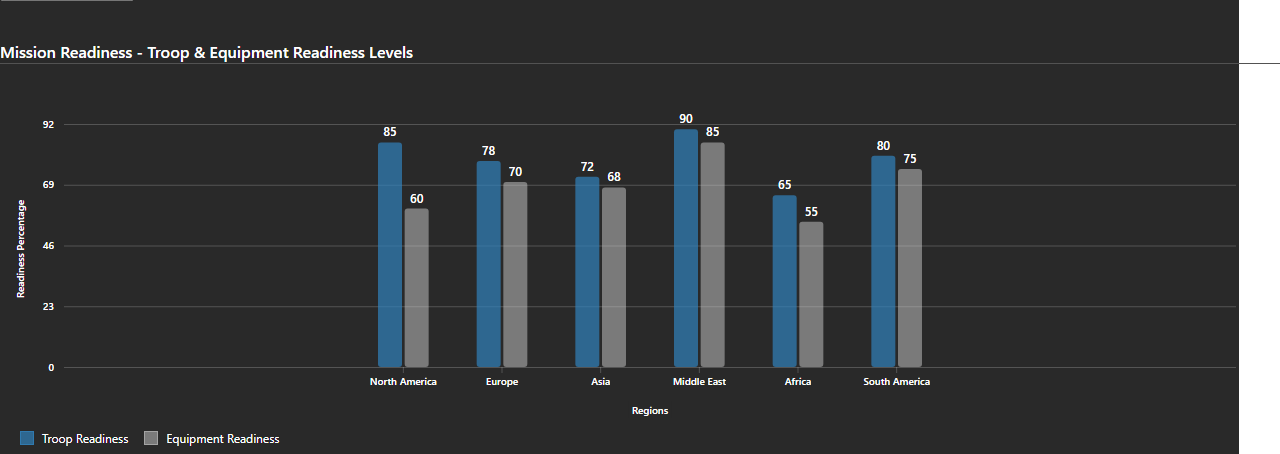 Mission Readiness - Troop & Equipment Readiness Levels
92
69
46
23
0
Readiness Percentage
85
60
78
70
72
68
90
85
65
55
80
75
North America
Europe
Asia
Middle East
Africa
South America
Regions
Troop Readiness
Equipment Readiness